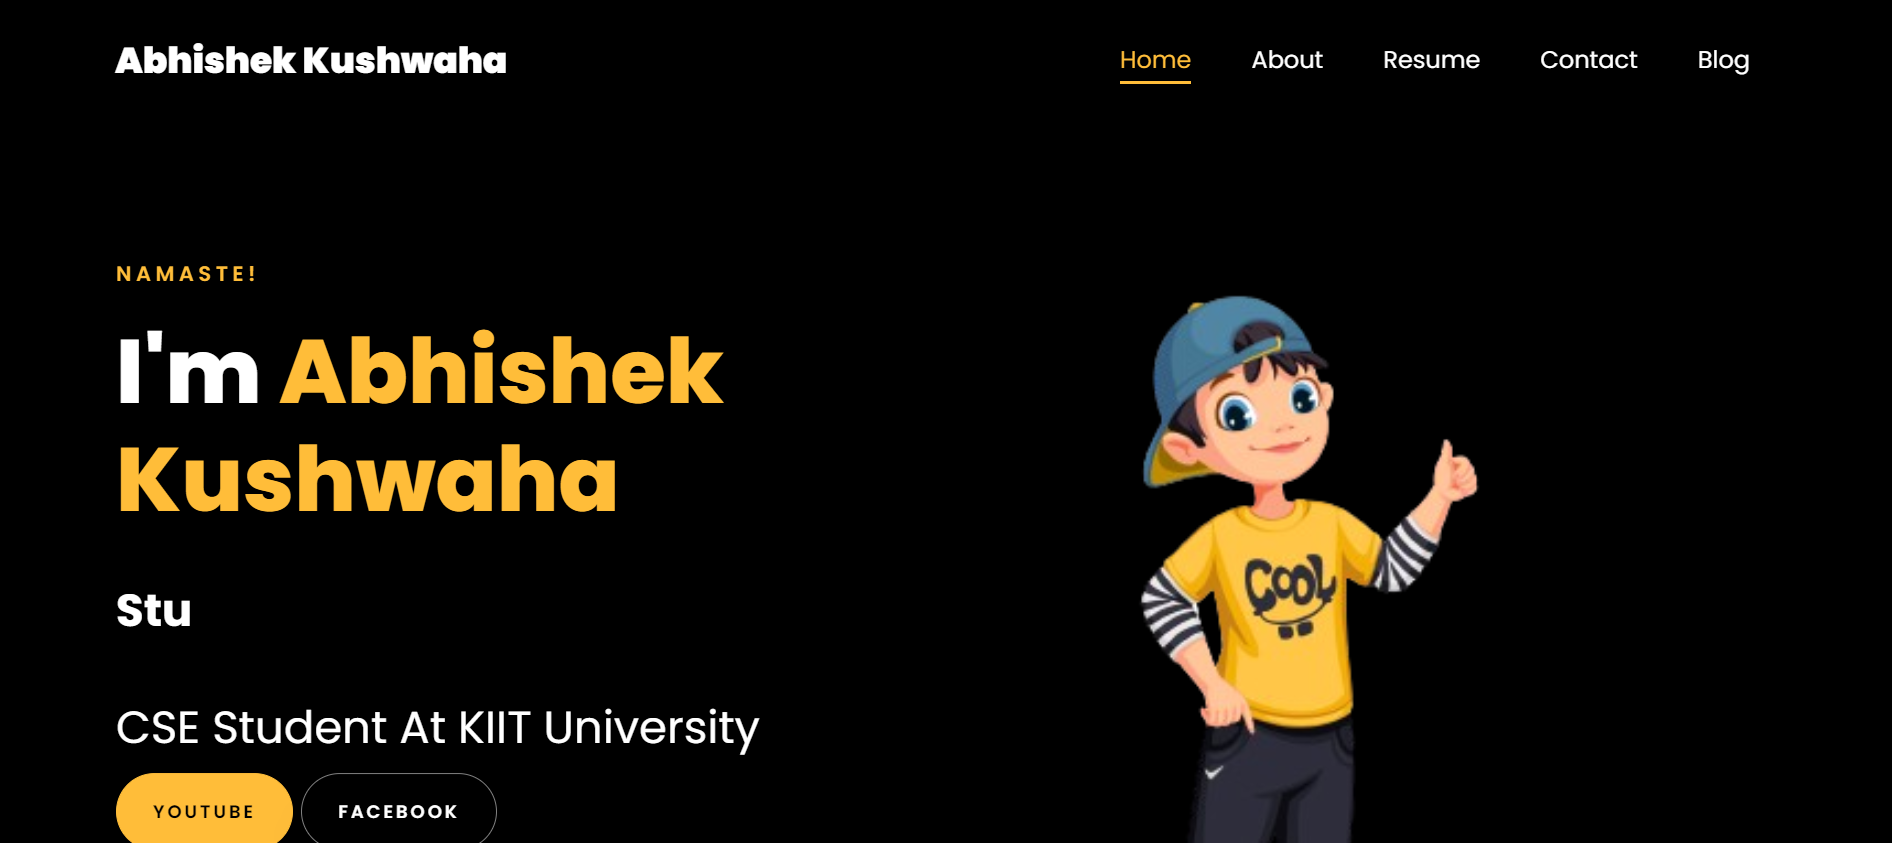 Abhishek Kushwaha
Home About Resume Contact Blog
NAMASTE!
I'm Abhishek
Kushwaha
Stu
CSE Student At KIIT University
YOUTUBE FACEBOOK
COOL